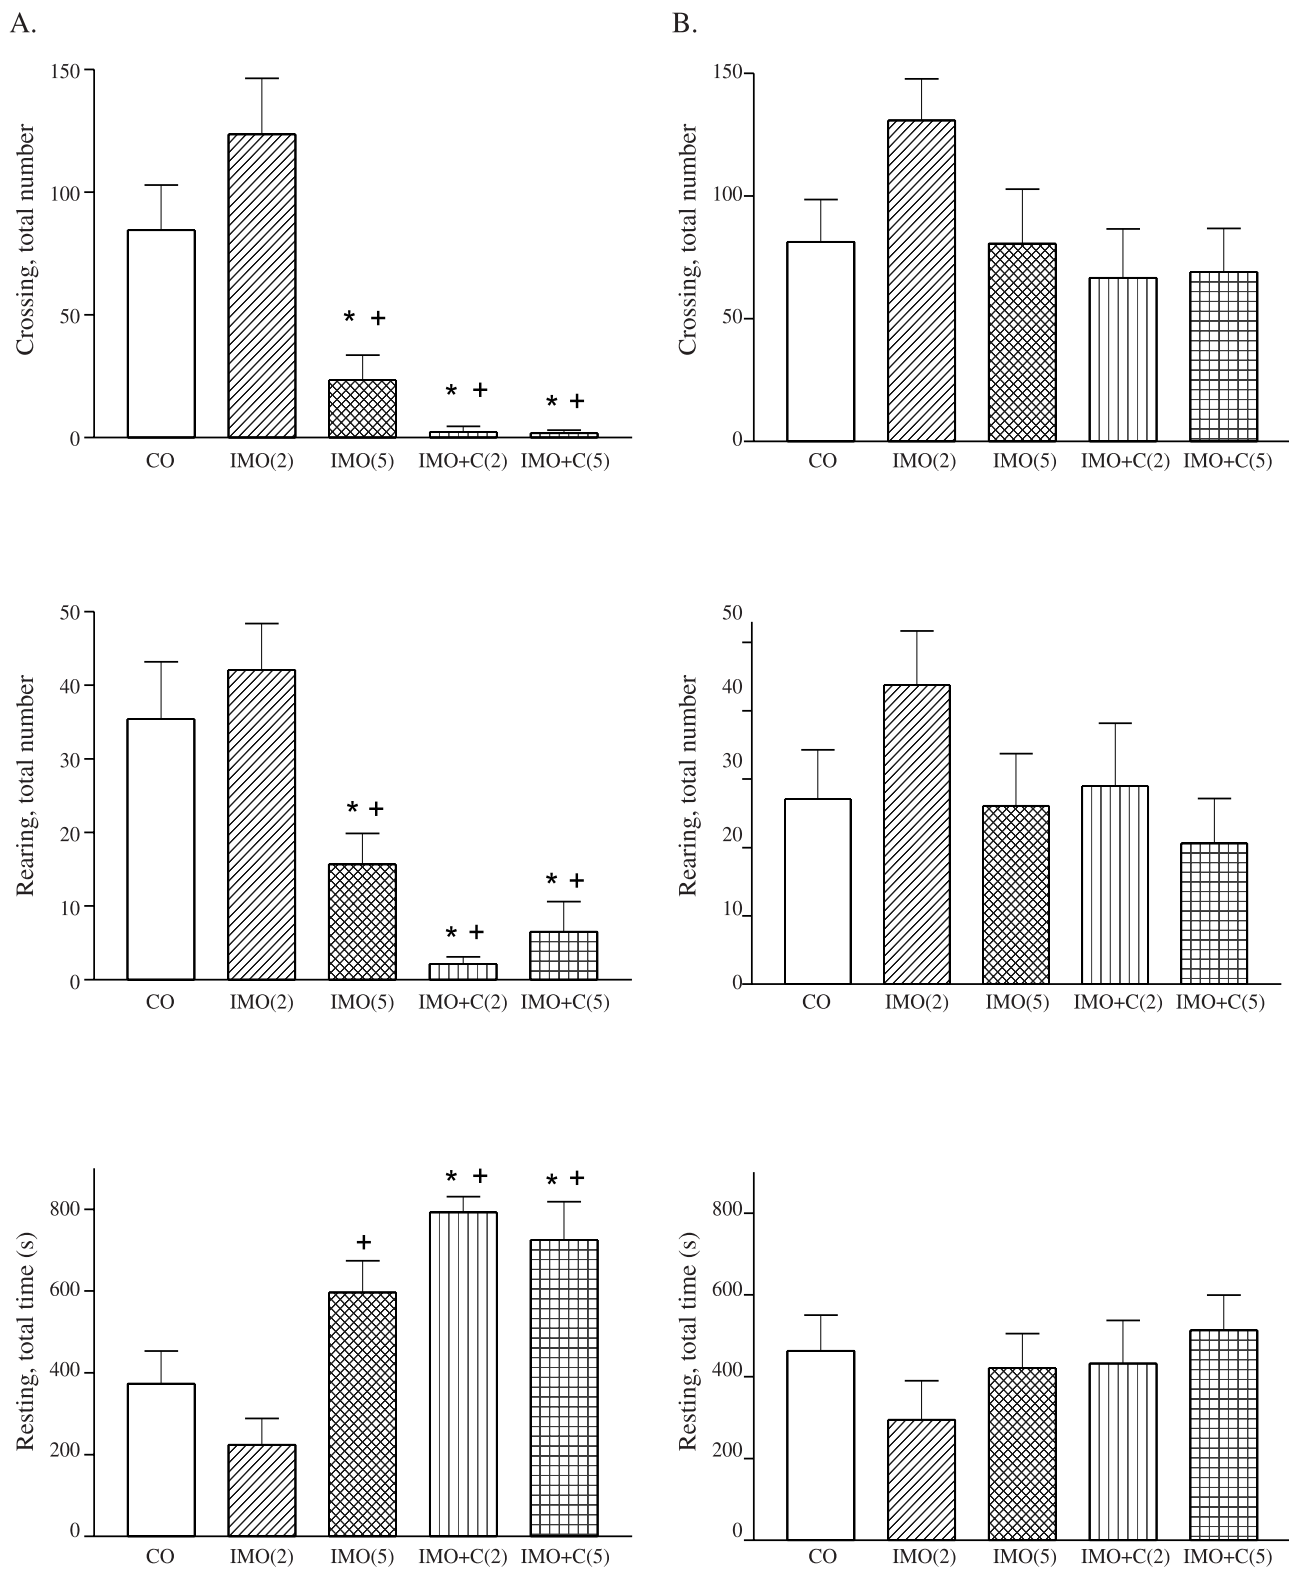 A.
Crossing, total number
150
100
50
0
* +
* +
* +
CO IMO(2) IMO(5) IMO+C(2) IMO+C(5)
B.
Crossing, total number
150
100
50
0
CO IMO(2) IMO(5) IMO+C(2) IMO+C(5)
Rearing, total number
50
40
30
20
10
0
* +
* +
* +
CO IMO(2) IMO(5) IMO+C(2) IMO+C(5)
Rearing, total number
50
40
30
20
10
0
CO IMO(2) IMO(5) IMO+C(2) IMO+C(5)
Resting, total time (s)
800
600
400
200
0
+
* +
* +
CO IMO(2) IMO(5) IMO+C(2) IMO+C(5)
Resting, total time (s)
800
600
400
200
0
CO IMO(2) IMO(5) IMO+C(2) IMO+C(5)